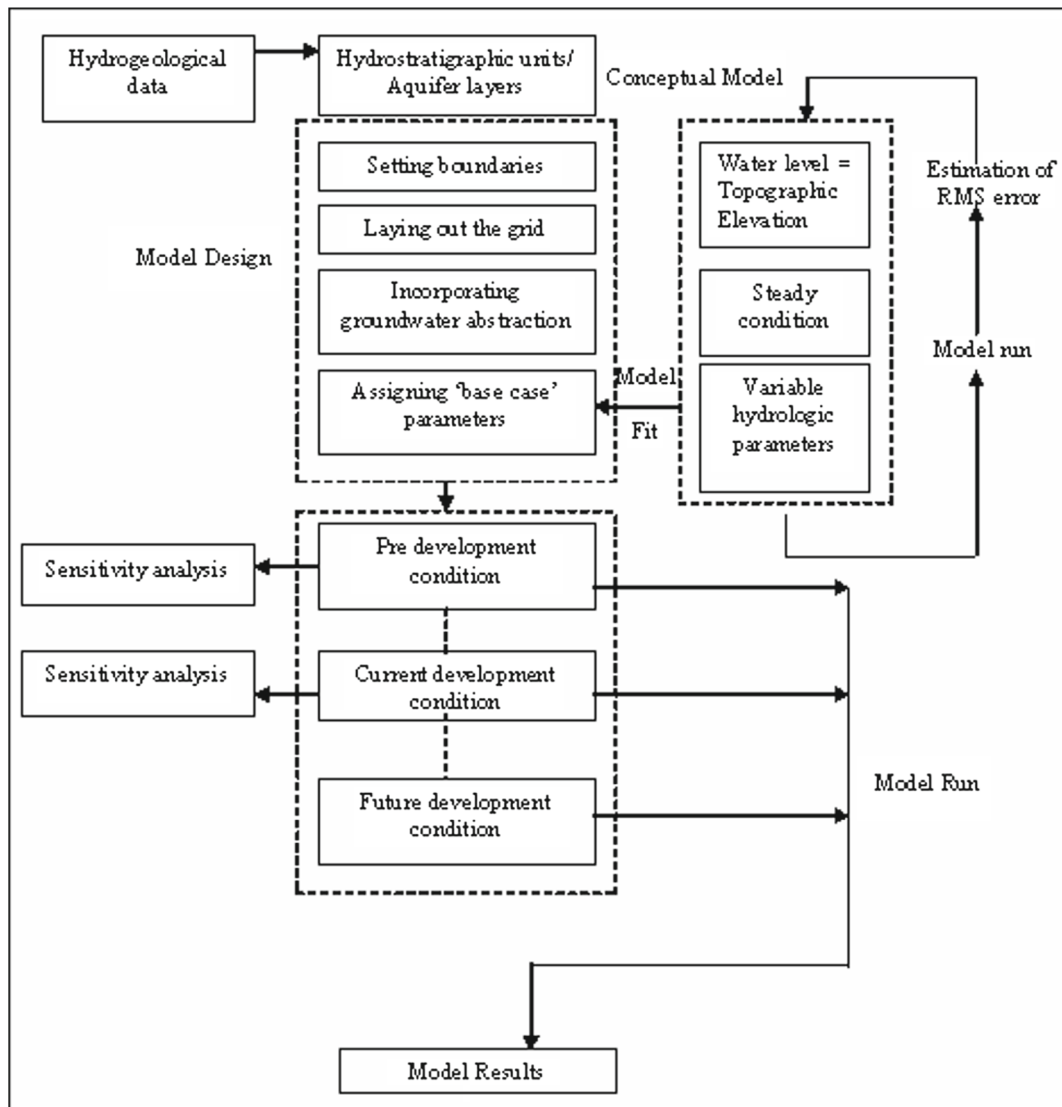 Hydrogeological
data
Hydrostratigraphic units/
Aquifer layers
Conceptual Model
Setting boundaries
Laying out the grid
Model Design
Incorporating
groundwater abstraction
Assigning ‘base case’
parameters
Model
Fit
Water level =
Topographic
Elevation
Steady
condition
Variable
hydrologic
parameters
Estimation of
RMS error
Model run
Pre development
condition
Sensitivity analysis
Current development
condition
Sensitivity analysis
Future development
condition
Model Run
Model Results